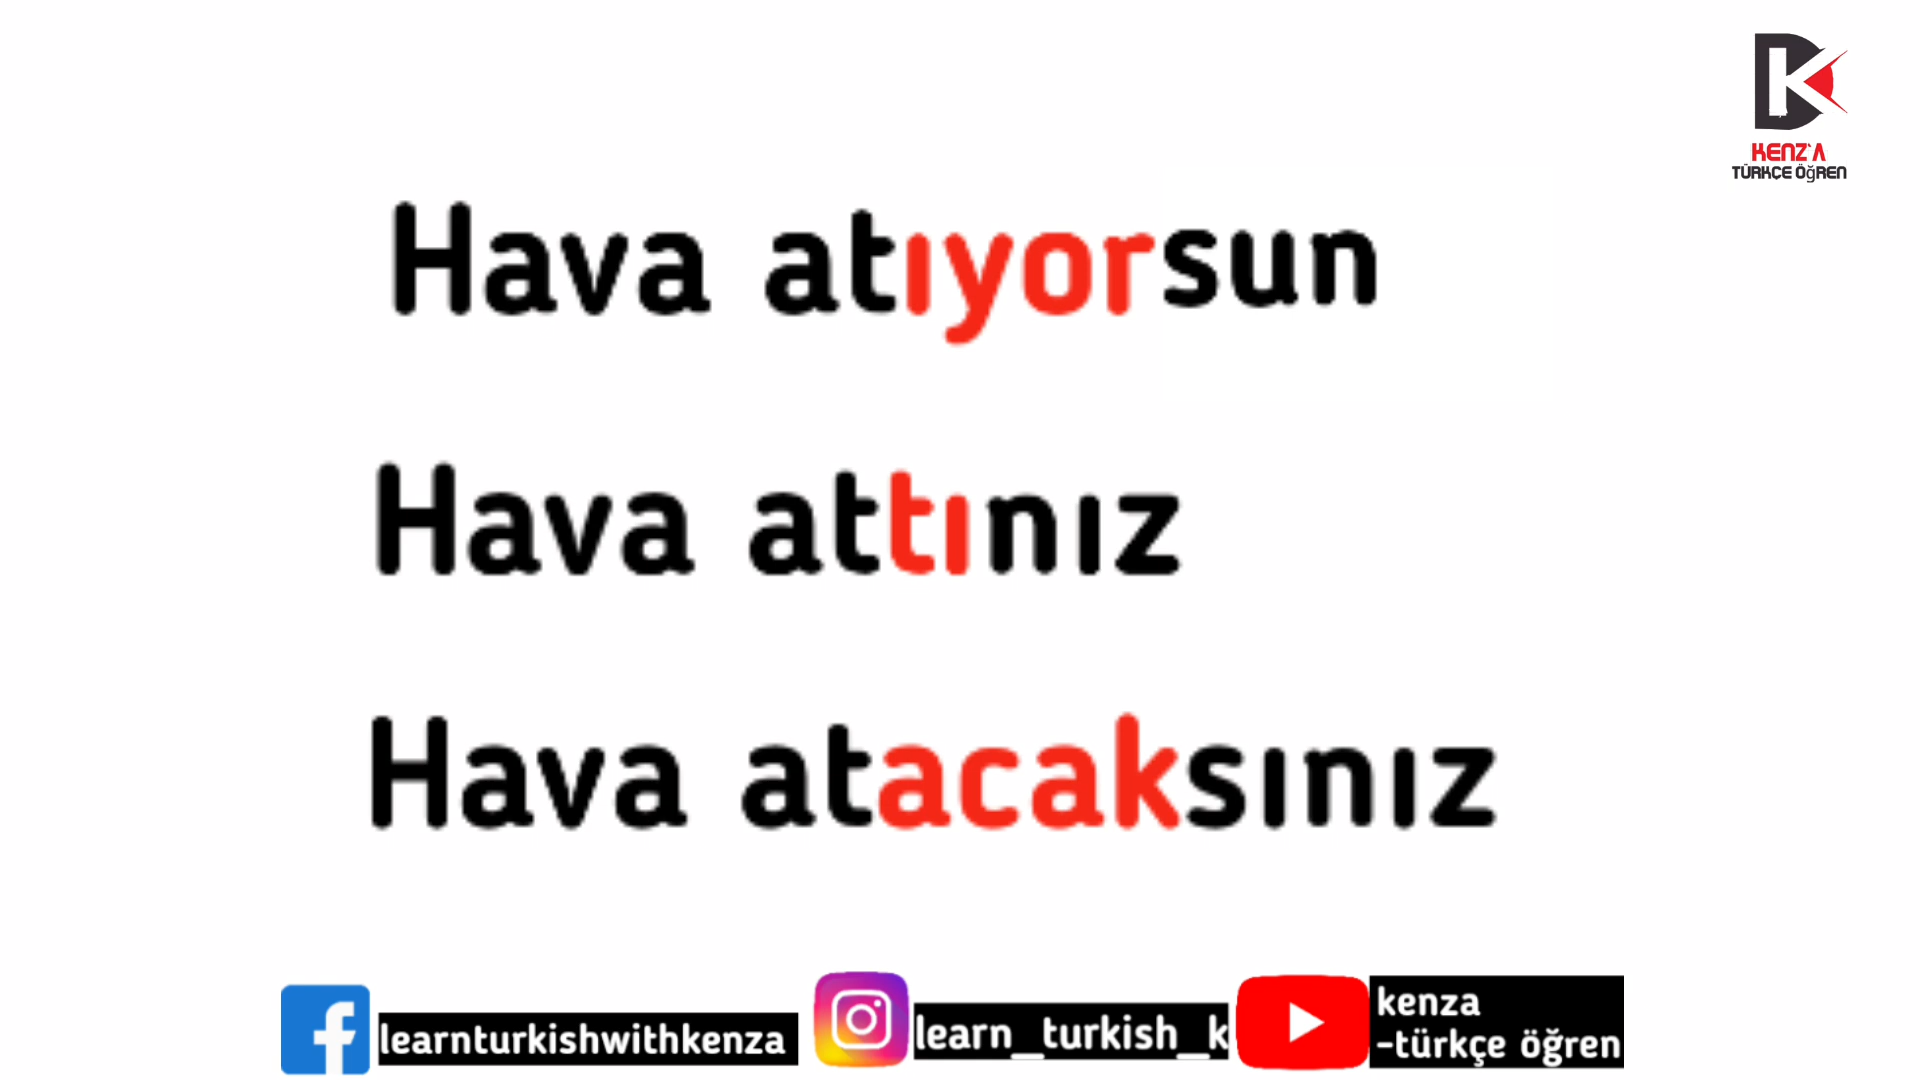 KENZ'A
TÜRKÇE ÖĞREN
Hava atıyorsun
Hava attınız
Hava atacaksınız
learnturkishwithkenza
learn_turkish_k
kenza
-türkçe öğren